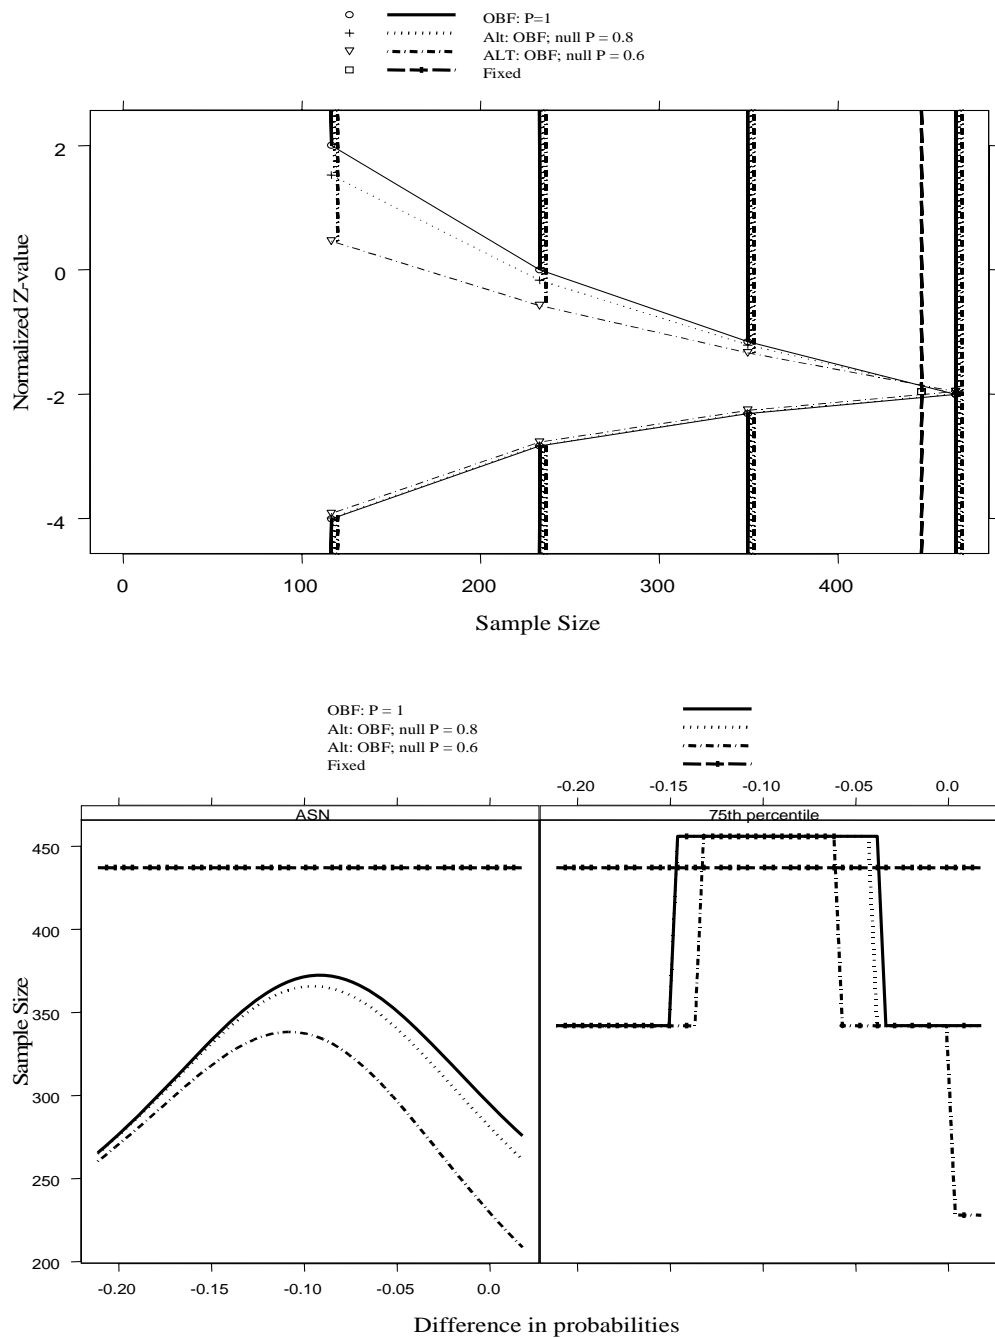 OBF: P=1
Alt: OBF; null P = 0.8
ALT: OBF; null P = 0.6
Fixed
2
0
-2
-4
Normalized Z-value
0 100 200 300 400
Sample Size
OBF: P = 1
Alt: OBF; null P = 0.8
Alt: OBF; null P = 0.6
Fixed
-0.20 -0.15 -0.10 -0.05 0.0
ASN 75th percentile
450
400
350
300
250
200
Sample Size
-0.20 -0.15 -0.10 -0.05 0.0
Difference in probabilities